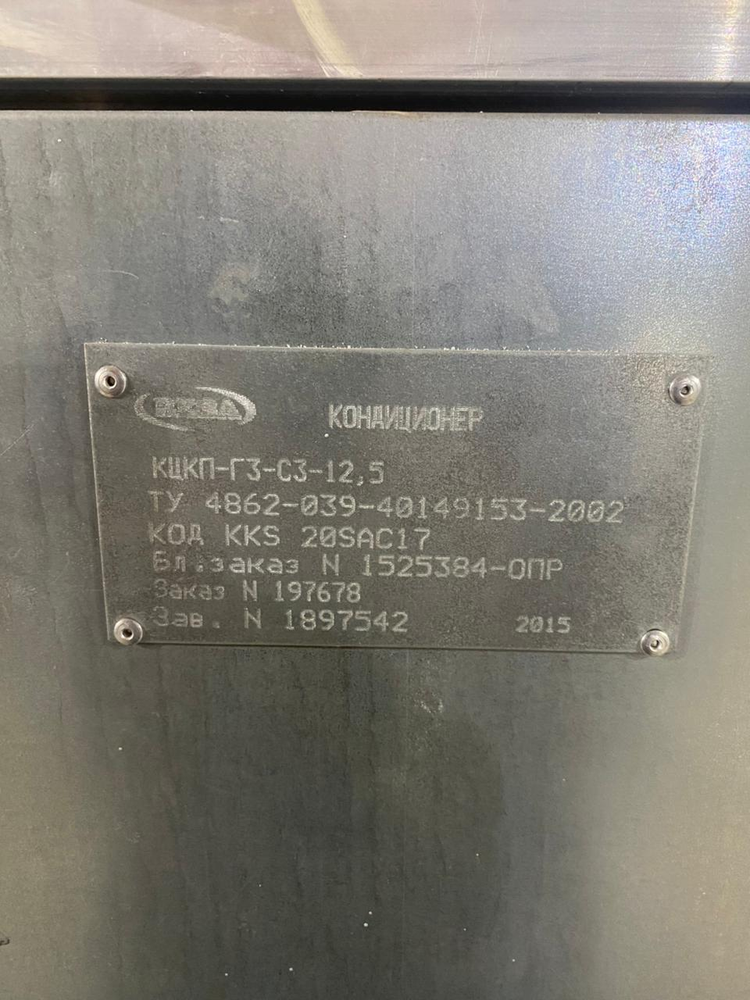 ВЕЗА
КОНДИЦИОНЕР
КЦКП-Г3-С3-12,5
ТУ 4862-039-40149153-2002
КОД KKS 20SAC17
Бл.заказ N 1525384-ОПР
Заказ N 197678
Зав. N 1897542 2015